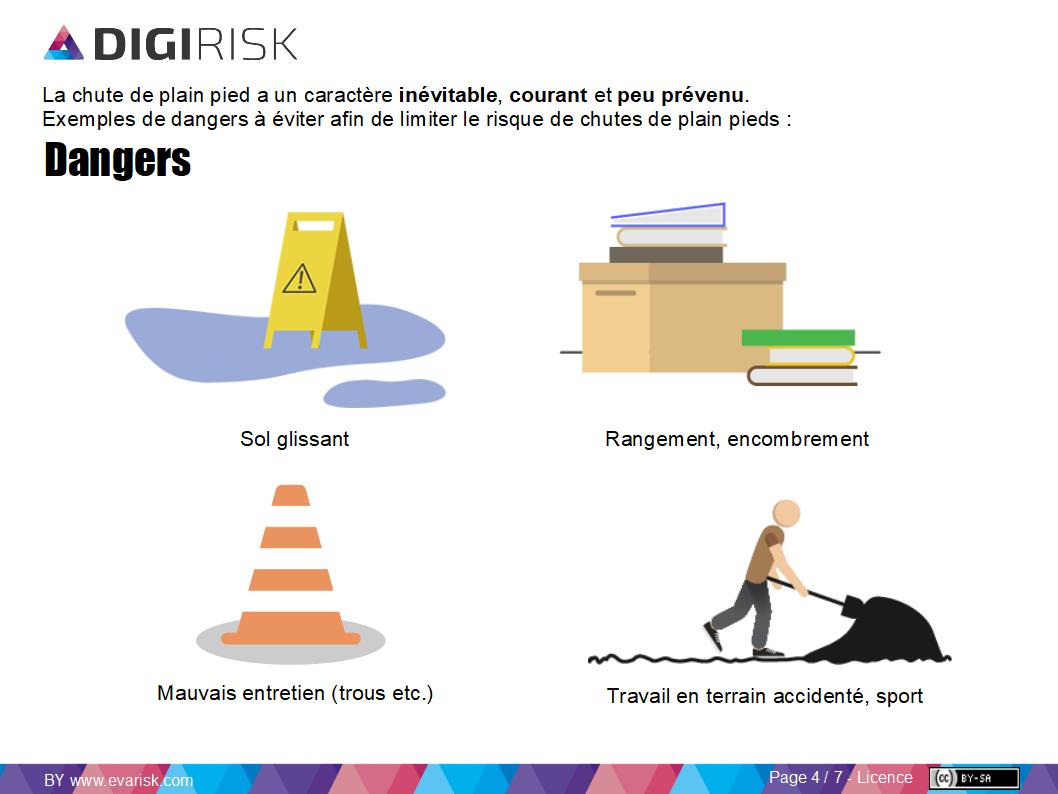 DIGIRISK
La chute de plain pied a un caractère inévitable, courant et peu prévenu.
Exemples de dangers à éviter afin de limiter le risque de chutes de plain pieds :
Dangers
Sol glissant
Rangement, encombrement
Mauvais entretien (trous etc.)
Travail en terrain accidenté, sport
BY www.evarisk.com
Page 4 / 7 - Licence
cc BY-SA